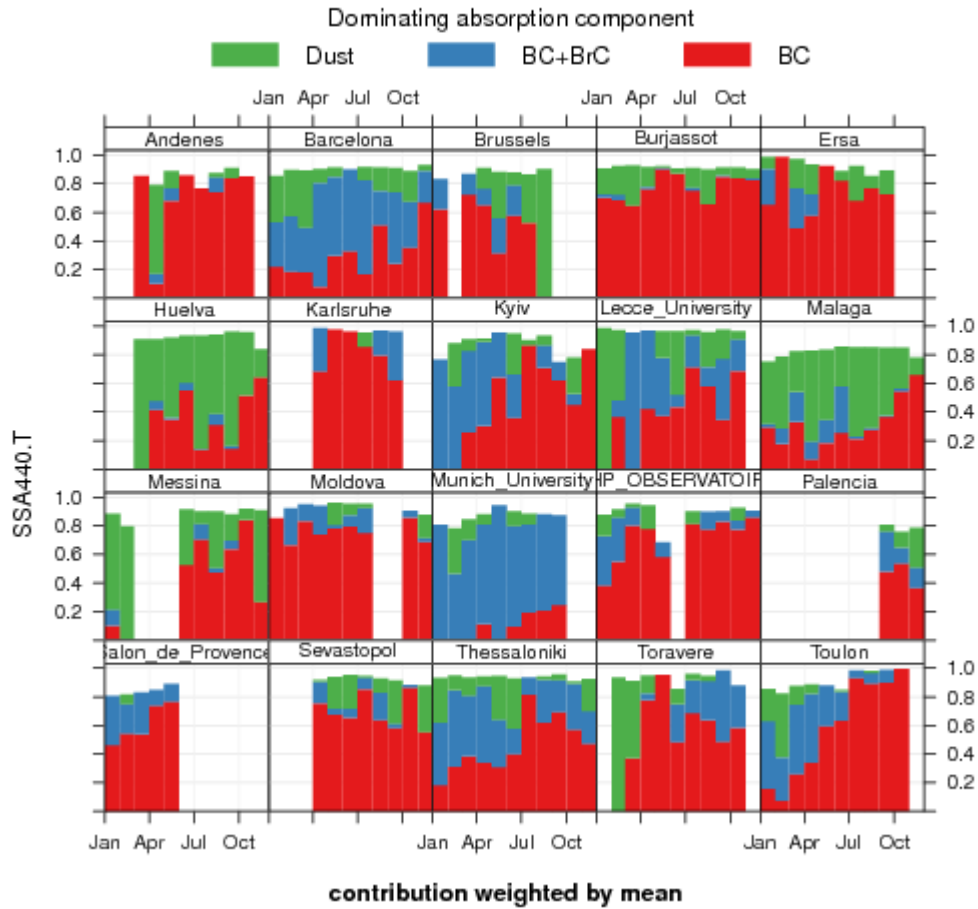 Dominating absorption component
Dust BC+BrC BC
Jan Apr Jul Oct Jan Apr Jul Oct
Andenes Barcelona Brussels Burjassot Ersa
1.0
0.8
0.6
0.4
0.2
Huelva Karlsruhe Kyiv Lecce_University Malaga
1.0
0.8
0.6
0.4
0.2
Messina Moldova Munich_University HP_OBSERVATOIR Palencia
1.0
0.8
0.6
0.4
0.2
Salon_de_Provence Sevastopol Thessaloniki Toravere Toulon
1.0
0.8
0.6
0.4
0.2
SSA440.T
Jan Apr Jul Oct Jan Apr Jul Oct Jan Apr Jul Oct
contribution weighted by mean